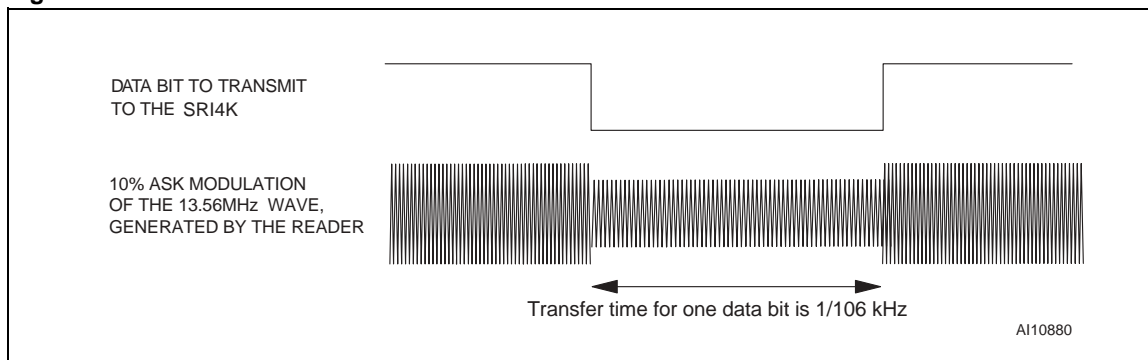 DATA BIT TO TRANSMIT
TO THE SRI4K
10% ASK MODULATION
OF THE 13.56MHz WAVE,
GENERATED BY THE READER
Transfer time for one data bit is 1/106 kHz
AI10880